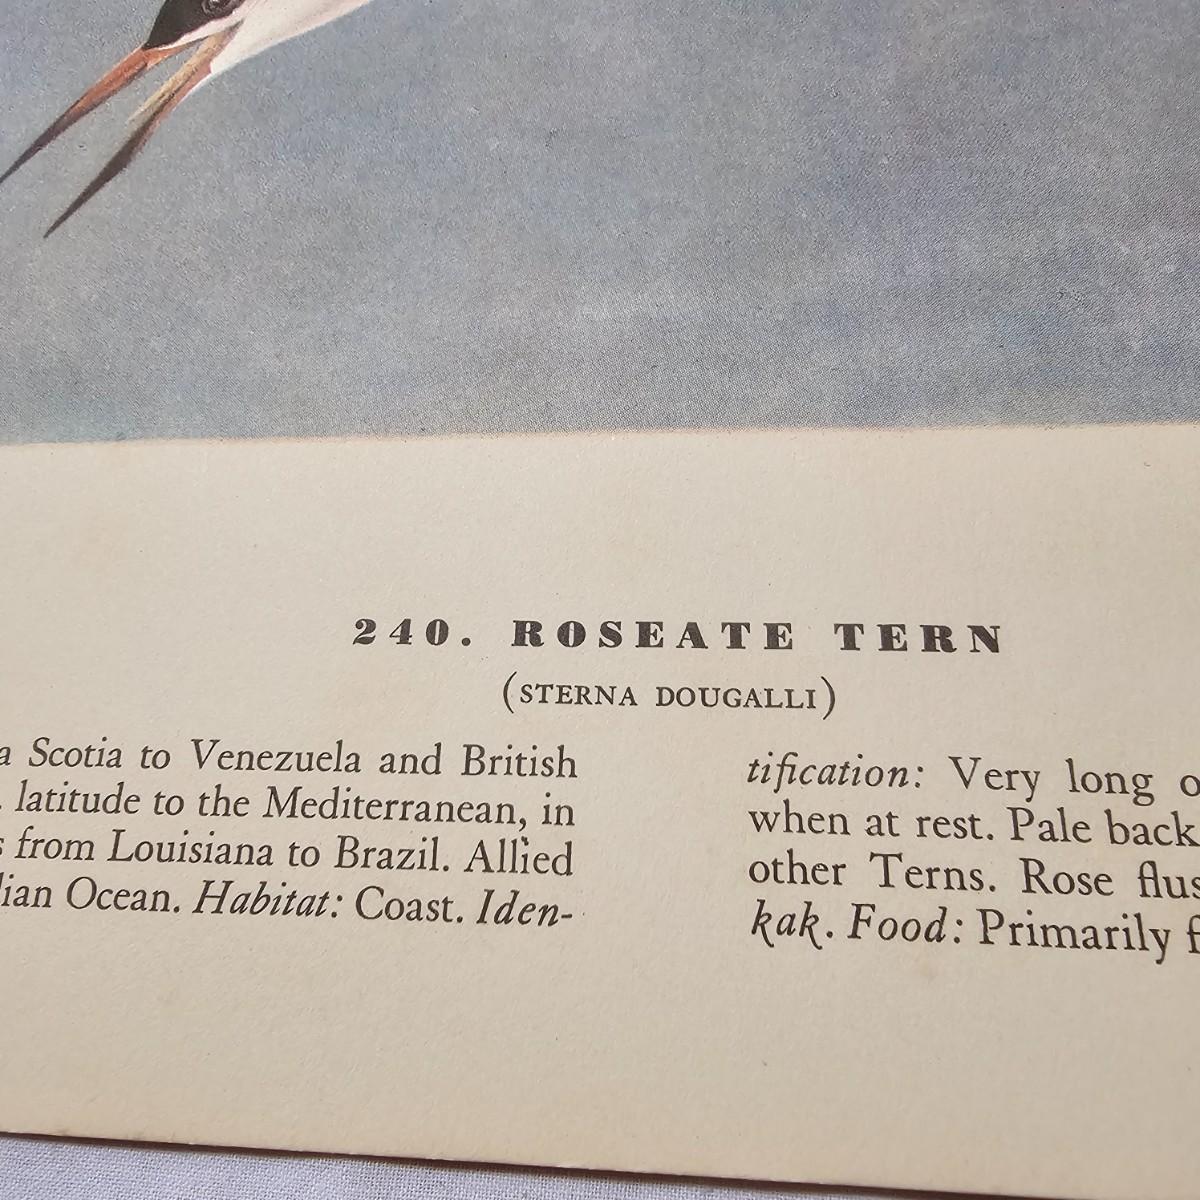 240. ROSEATE TERN
(STERNA DOUGALLI)
Scotia to Venezuela and British
latitude to the Mediterranean, in
from Louisiana to Brazil. Allied
Ocean. Habitat: Coast. Iden-
tification: Very long
when at rest. Pale back
other Terns. Rose
kak. Food: Primarily